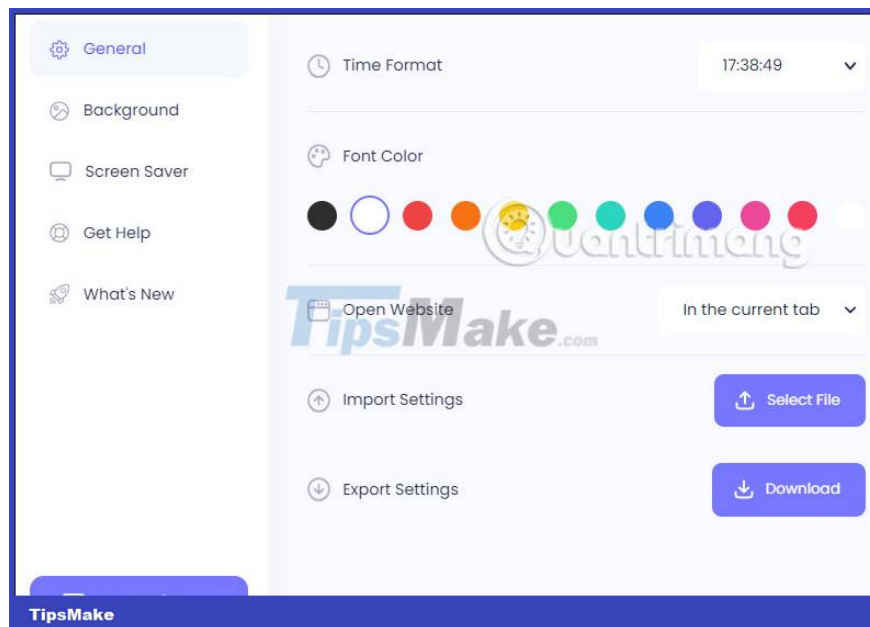 General
Background
Screen Saver
Get Help
What's New
Time Format
17:38:49
Font Color
Quantrimang
Open Website
In the current tab
TipsMake.com
Import Settings
Select File
Export Settings
Download
TipsMake